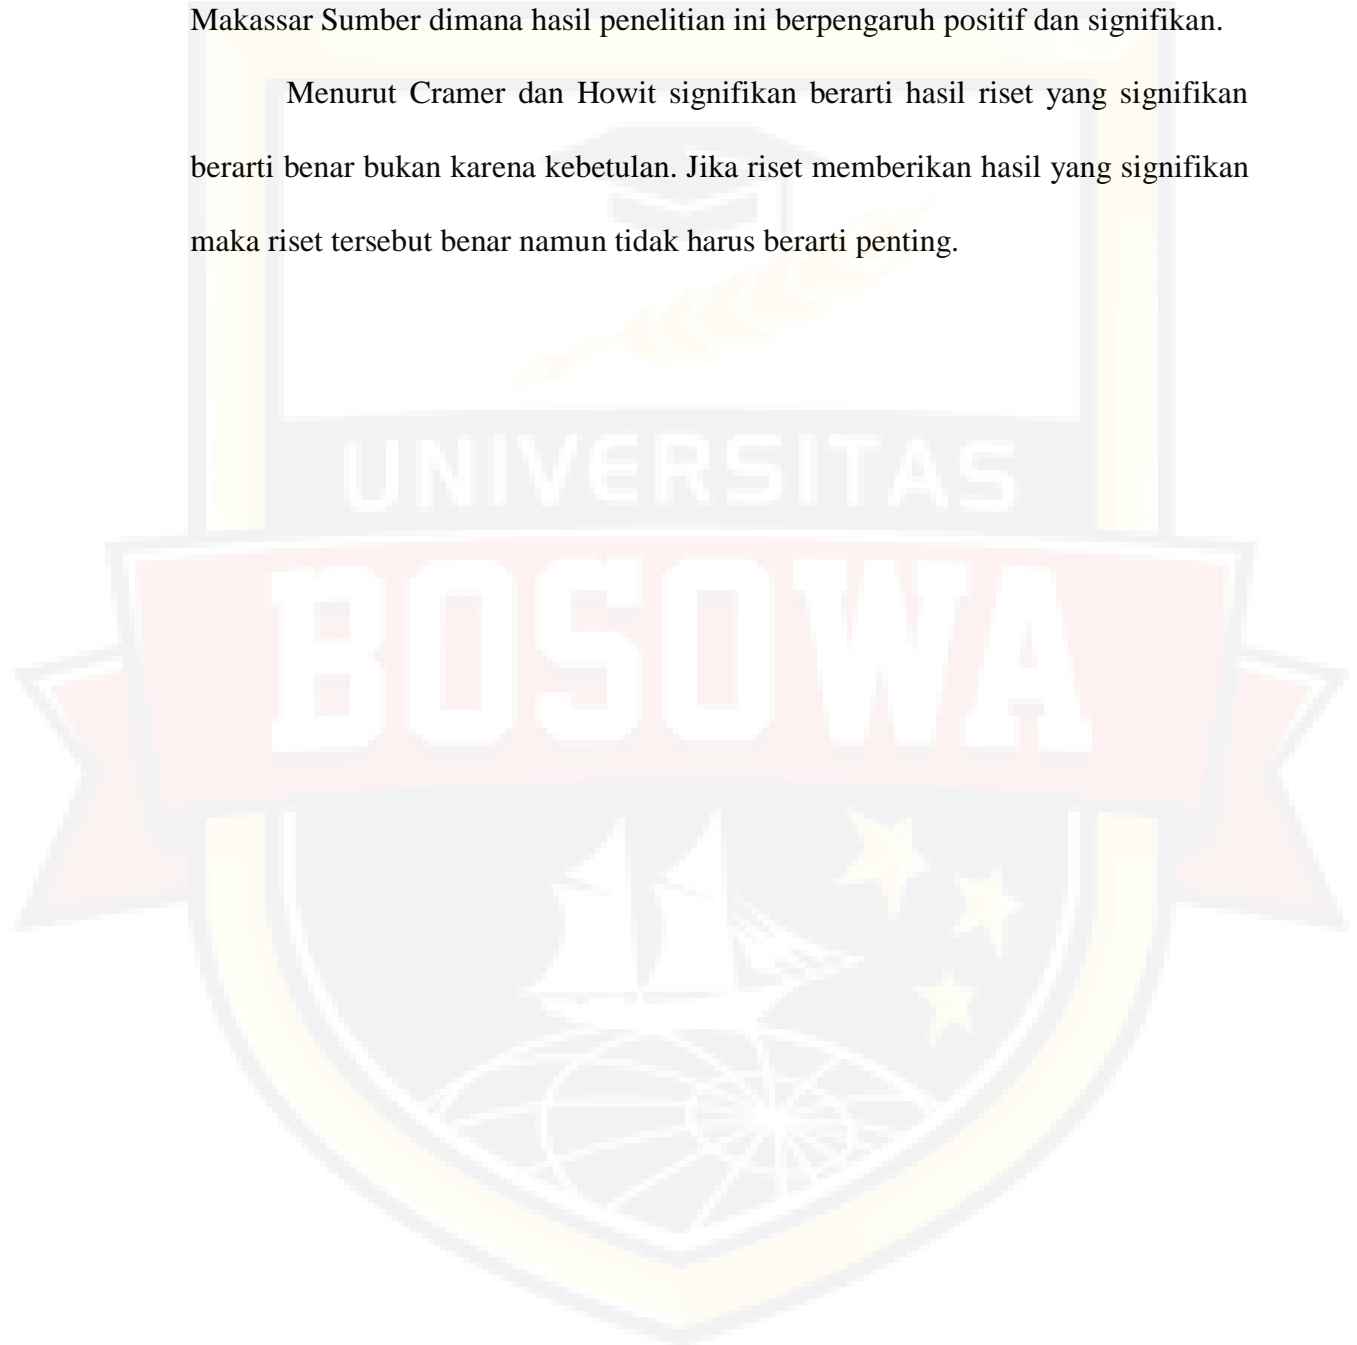 Makassar Sumber dimana hasil penelitian ini berpengaruh positif dan signifikan.
Menurut Cramer dan Howit signifikan berarti hasil riset yang signifikan
berarti benar bukan karena kebetulan. Jika riset memberikan hasil yang signifikan
maka riset tersebut benar namun tidak harus berarti penting.
UNIVERSITAS
BOSOWA